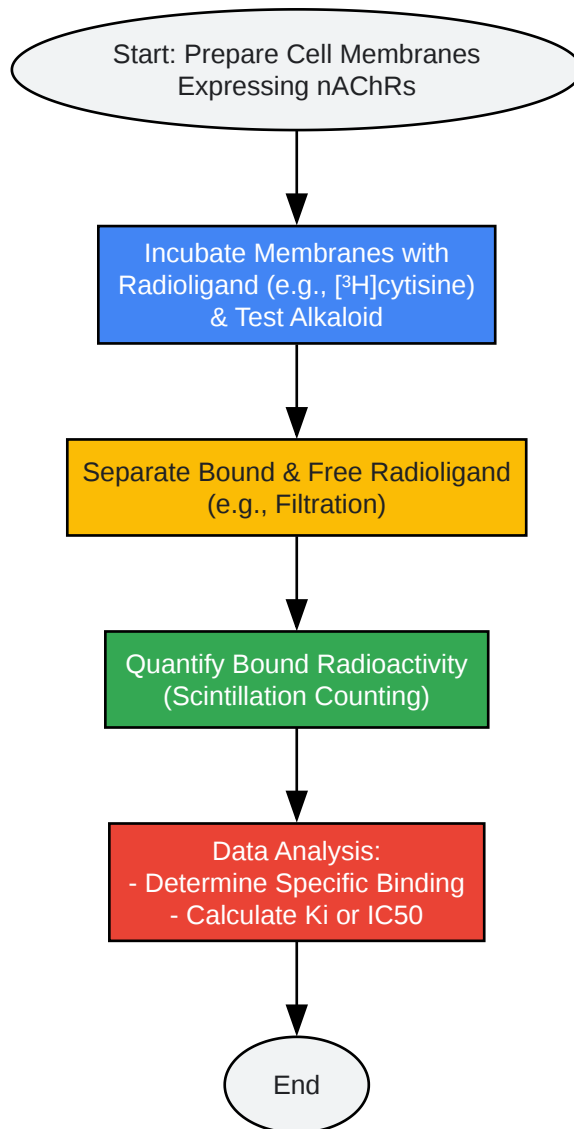 Start: Prepare Cell Membranes
Expressing nAChRs
Incubate Membranes with
Radioligand (e.g., [³H]cytisine)
& Test Alkaloid
Separate Bound & Free Radioligand
(e.g., Filtration)
Quantify Bound Radioactivity
(Scintillation Counting)
Data Analysis:
- Determine Specific Binding
- Calculate Ki or IC50
End